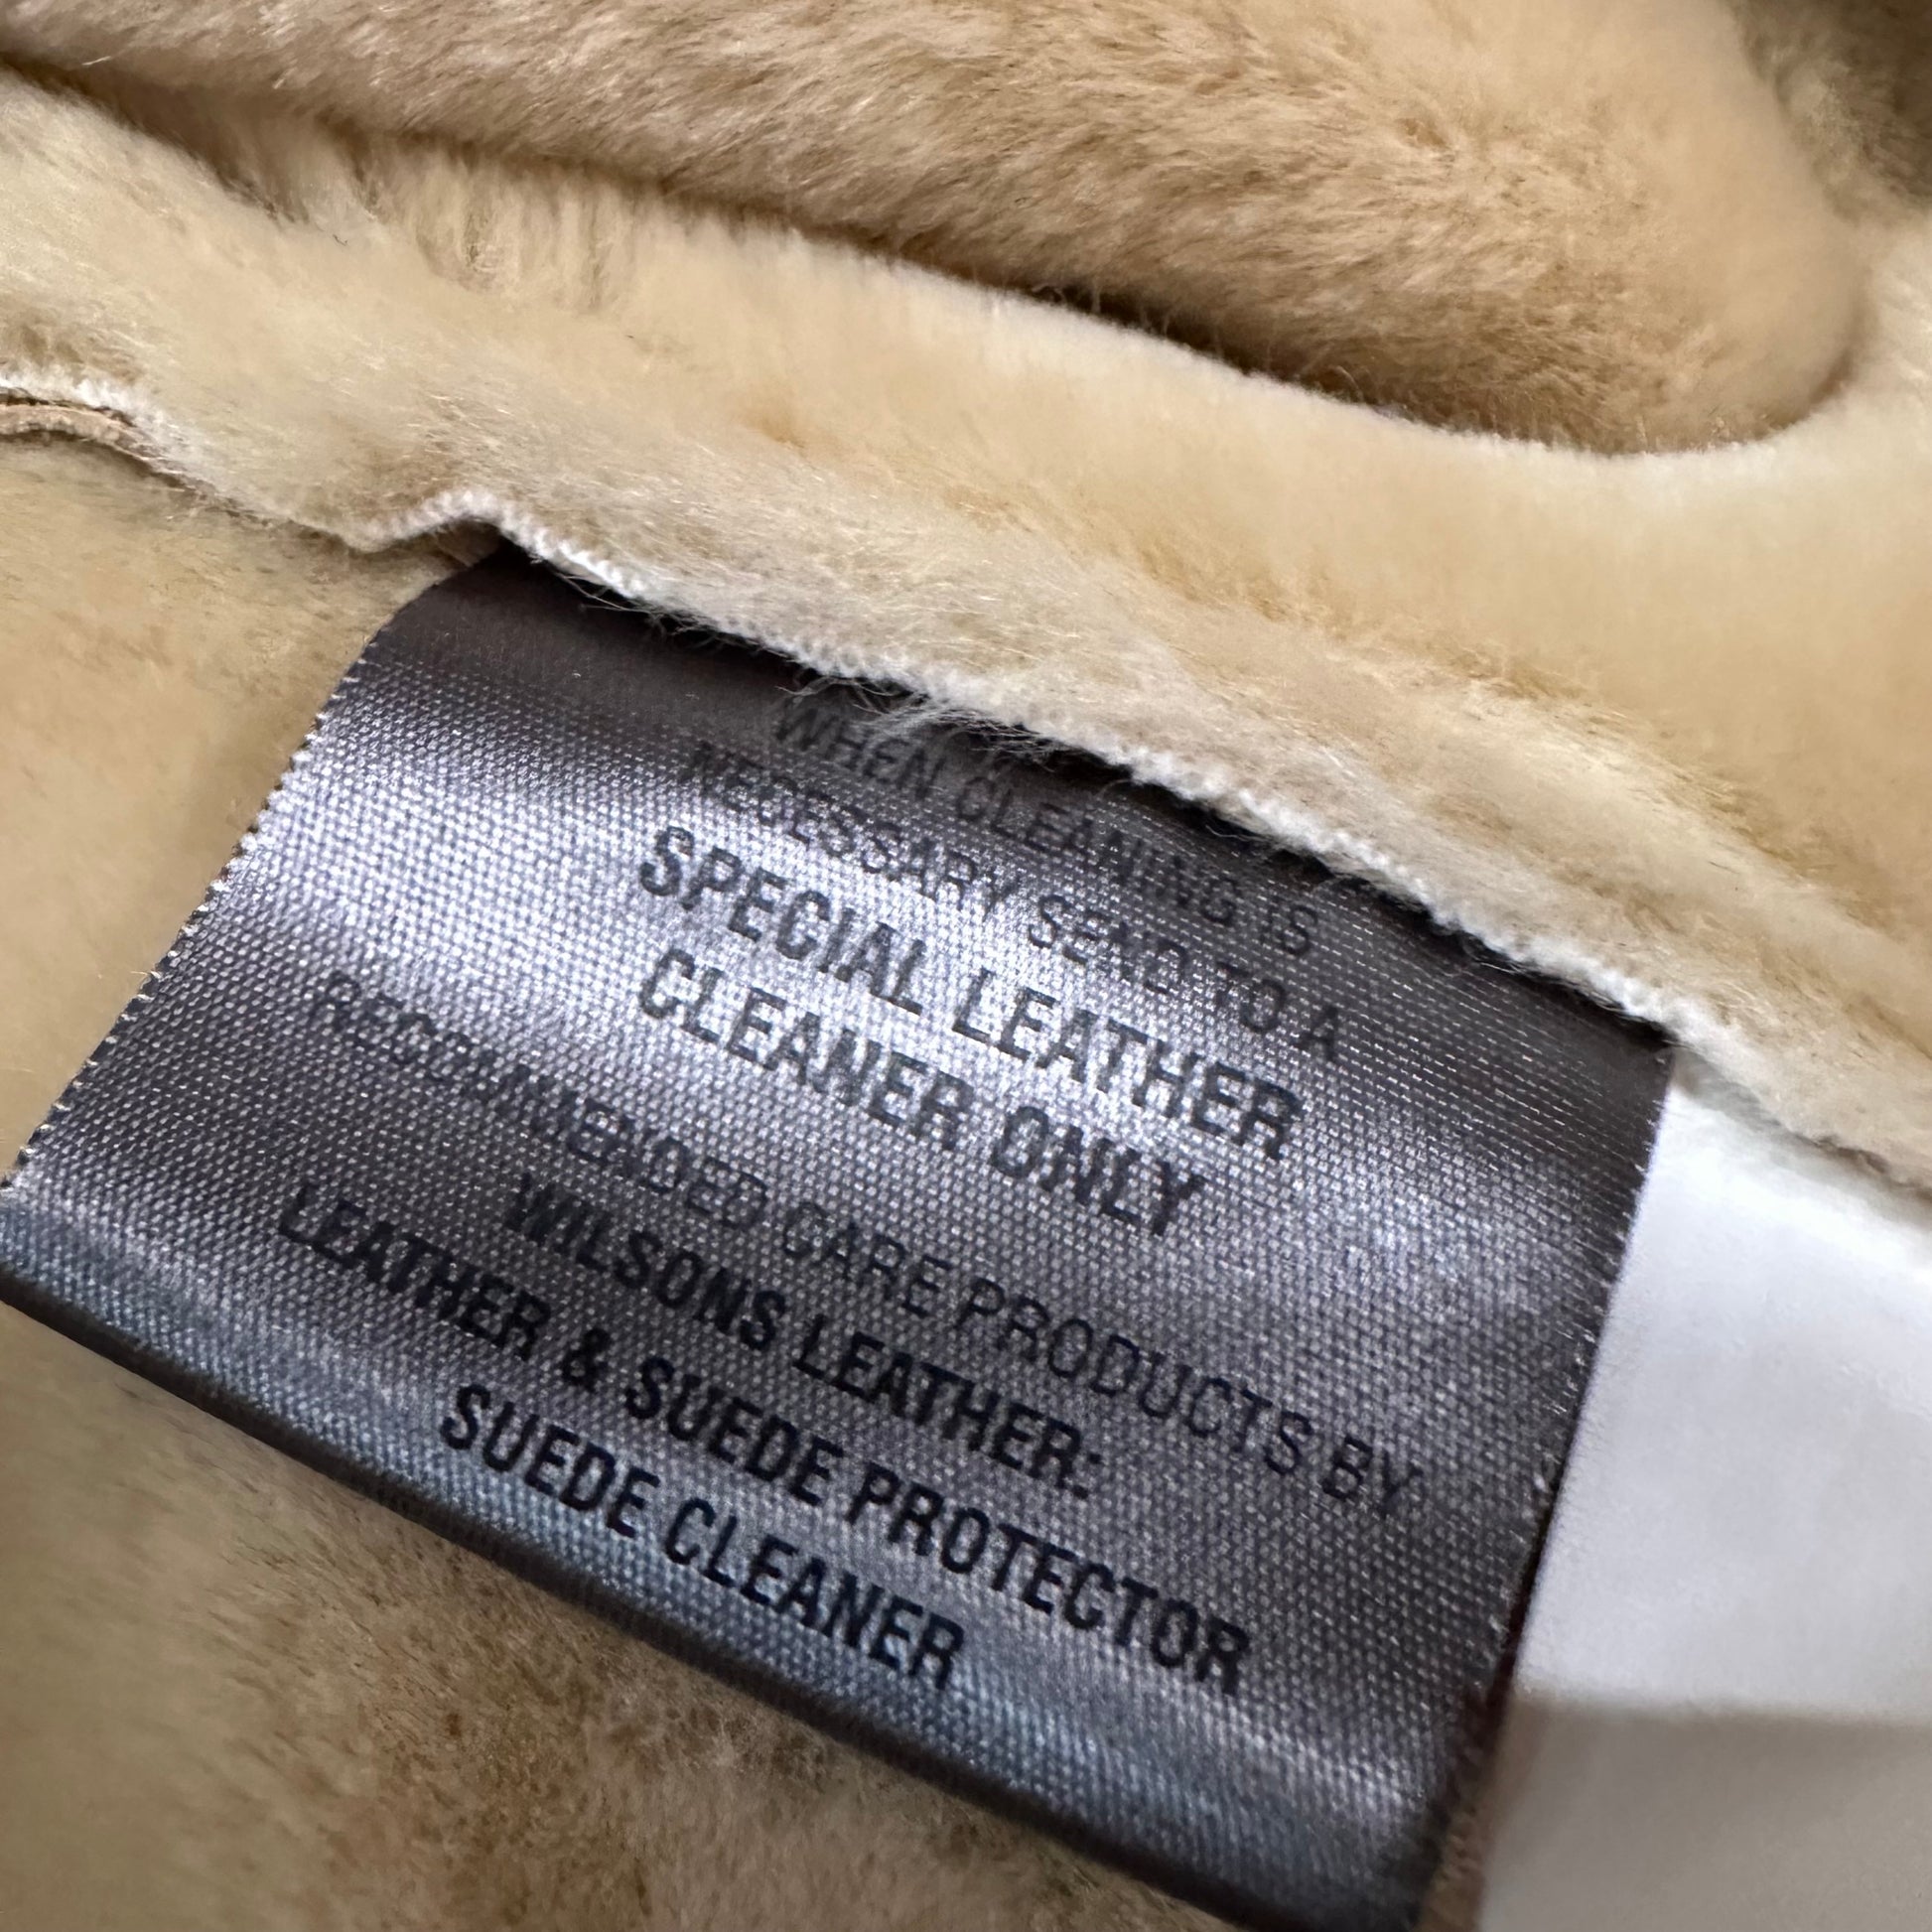 WHEN CLEANING IS
NECESSARY SEND TO A
SPECIAL LEATHER
CLEANER ONLY
RECOMMENDED CARE PRODUCTS BY
WILSONS LEATHER:
LEATHER & SUEDE PROTECTOR
SUEDE CLEANER